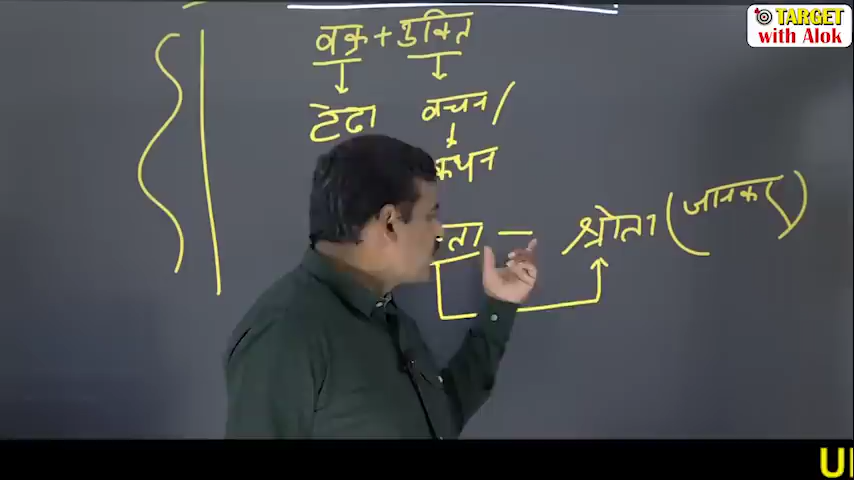 TARGET
with Alok
वक्र + उक्ति
टेढा वचन /
कथन
श्रोता (जानकर)